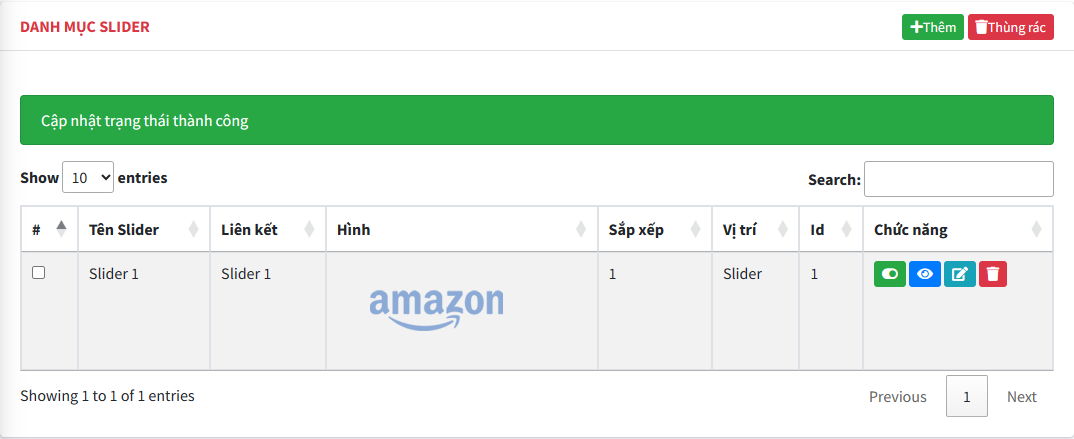 DANH MỤC SLIDER
Thêm
Thùng rác
Cập nhật trạng thái thành công
Show 10 entries
Search:
# Tên Slider Liên kết Hình Sắp xếp Vị trí Id Chức năng
Slider 1 Slider 1 amazon 1 Slider 1
Showing 1 to 1 of 1 entries
Previous 1 Next